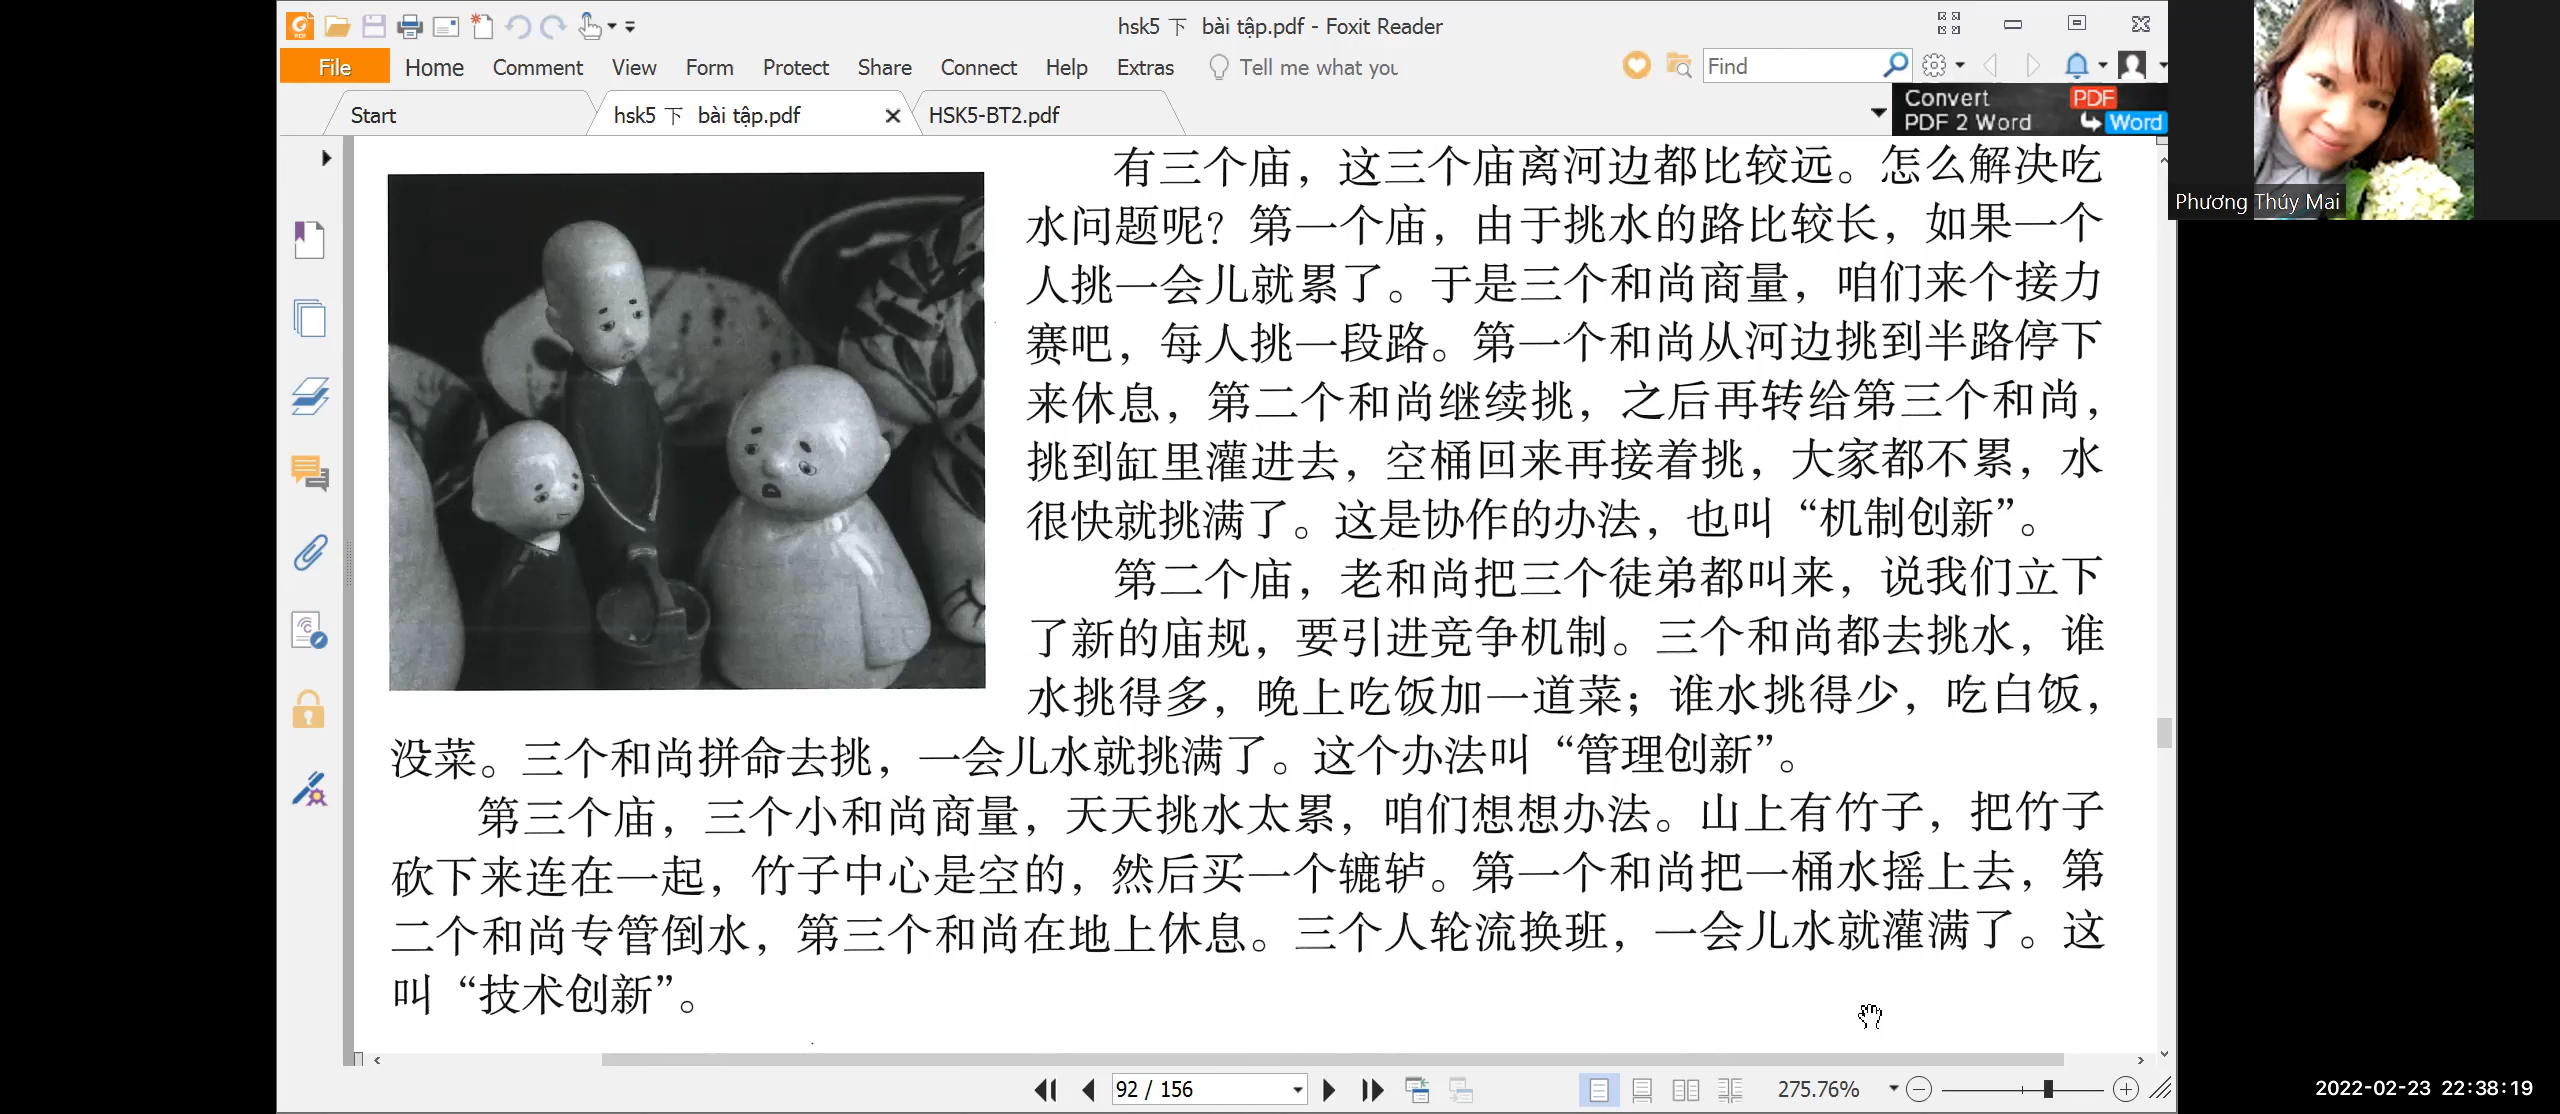 hsk5 下 bài tập.pdf - Foxit Reader
File Home Comment View Form Protect Share Connect Help Extras Tell me what you Find
Start hsk5 下 bài tập.pdf HSK5-BT2.pdf
Convert PDF
PDF 2 Word Word
Phương Thúy Mai
有三个庙，这三个庙离河边都比较远。怎么解决吃
水问题呢？第一个庙，由于挑水的路比较长，如果一个
人挑一会儿就累了。于是三个和尚商量，咱们来个接力
赛吧，每人挑一段路。第一个和尚从河边挑到半路停下
来休息，第二个和尚继续挑，之后再转给第三个和尚，
挑到缸里灌进去，空桶回来再接着挑，大家都不累，水
很快就挑满了。这是协作的办法，也叫“机制创新”。
第二个庙，老和尚把三个徒弟都叫来，说我们立下
了新的庙规，要引进竞争机制。三个和尚都去挑水，谁
水挑得多，晚上吃饭加一道菜；谁水挑得少，吃白饭，
没菜。三个和尚拼命去挑，一会儿水就挑满了。这个办法叫“管理创新”。
第三个庙，三个小和尚商量，天天挑水太累，咱们想想办法。山上有竹子，把竹子
砍下来连在一起，竹子中心是空的，然后买一个辘轳。第一个和尚把一桶水摇上去，第
二个和尚专管倒水，第三个和尚在地上休息。三个人轮流换班，一会儿水就灌满了。这
叫“技术创新”。
92 / 156 275.76%
2022-02-23 22:38:19